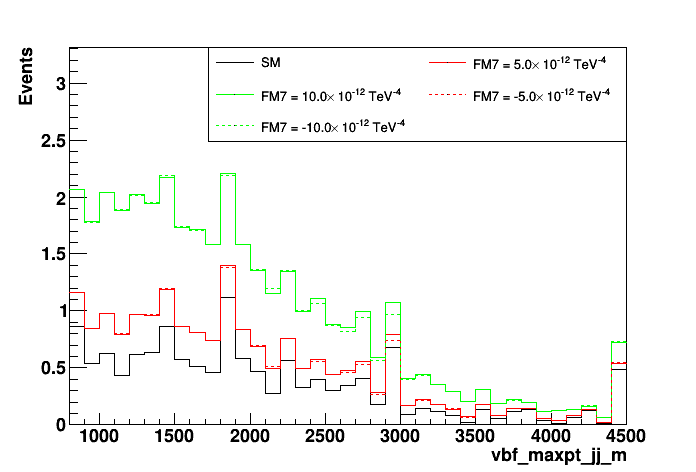 Events
3
2.5
2
1.5
1
0.5
0
SM
FM7 = 5.0× 10⁻¹² TeV⁻⁴
FM7 = 10.0× 10⁻¹² TeV⁻⁴
FM7 = -5.0× 10⁻¹² TeV⁻⁴
FM7 = -10.0× 10⁻¹² TeV⁻⁴
1000 1500 2000 2500 3000 3500 4000 4500
vbf_maxpt_jj_m